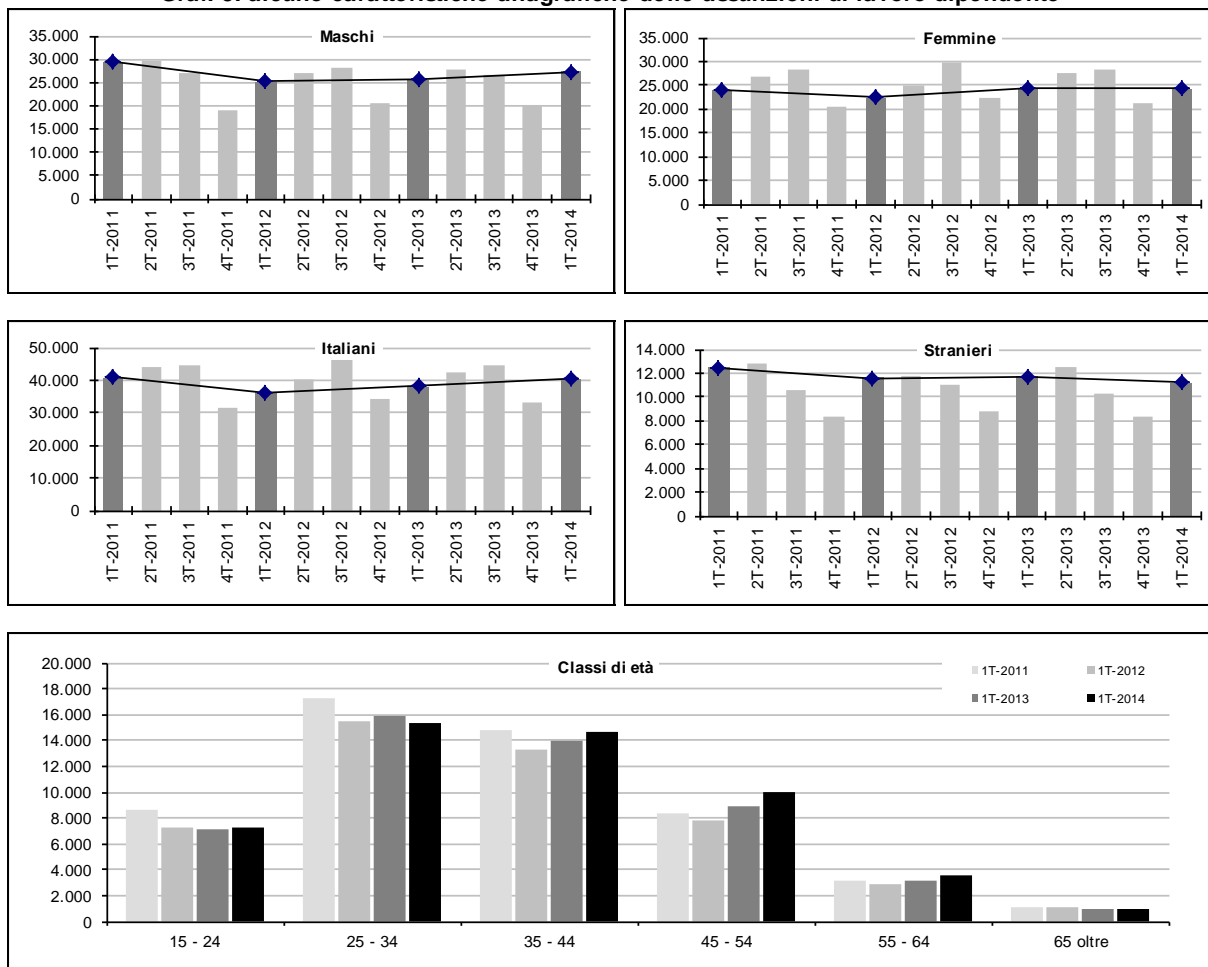 Maschi
35.000
30.000
25.000
20.000
15.000
10.000
5.000
0
1T-2011
2T-2011
3T-2011
4T-2011
1T-2012
2T-2012
3T-2012
4T-2012
1T-2013
2T-2013
3T-2013
4T-2013
1T-2014
Femmine
35.000
30.000
25.000
20.000
15.000
10.000
5.000
0
1T-2011
2T-2011
3T-2011
4T-2011
1T-2012
2T-2012
3T-2012
4T-2012
1T-2013
2T-2013
3T-2013
4T-2013
1T-2014
Italiani
50.000
40.000
30.000
20.000
10.000
0
1T-2011
2T-2011
3T-2011
4T-2011
1T-2012
2T-2012
3T-2012
4T-2012
1T-2013
2T-2013
3T-2013
4T-2013
1T-2014
Stranieri
14.000
12.000
10.000
8.000
6.000
4.000
2.000
0
1T-2011
2T-2011
3T-2011
4T-2011
1T-2012
2T-2012
3T-2012
4T-2012
1T-2013
2T-2013
3T-2013
4T-2013
1T-2014
Classi di età
1T-2011 1T-2012
1T-2013 1T-2014
20.000
18.000
16.000
14.000
12.000
10.000
8.000
6.000
4.000
2.000
0
15 - 24 25 - 34 35 - 44 45 - 54 55 - 64 65 oltre